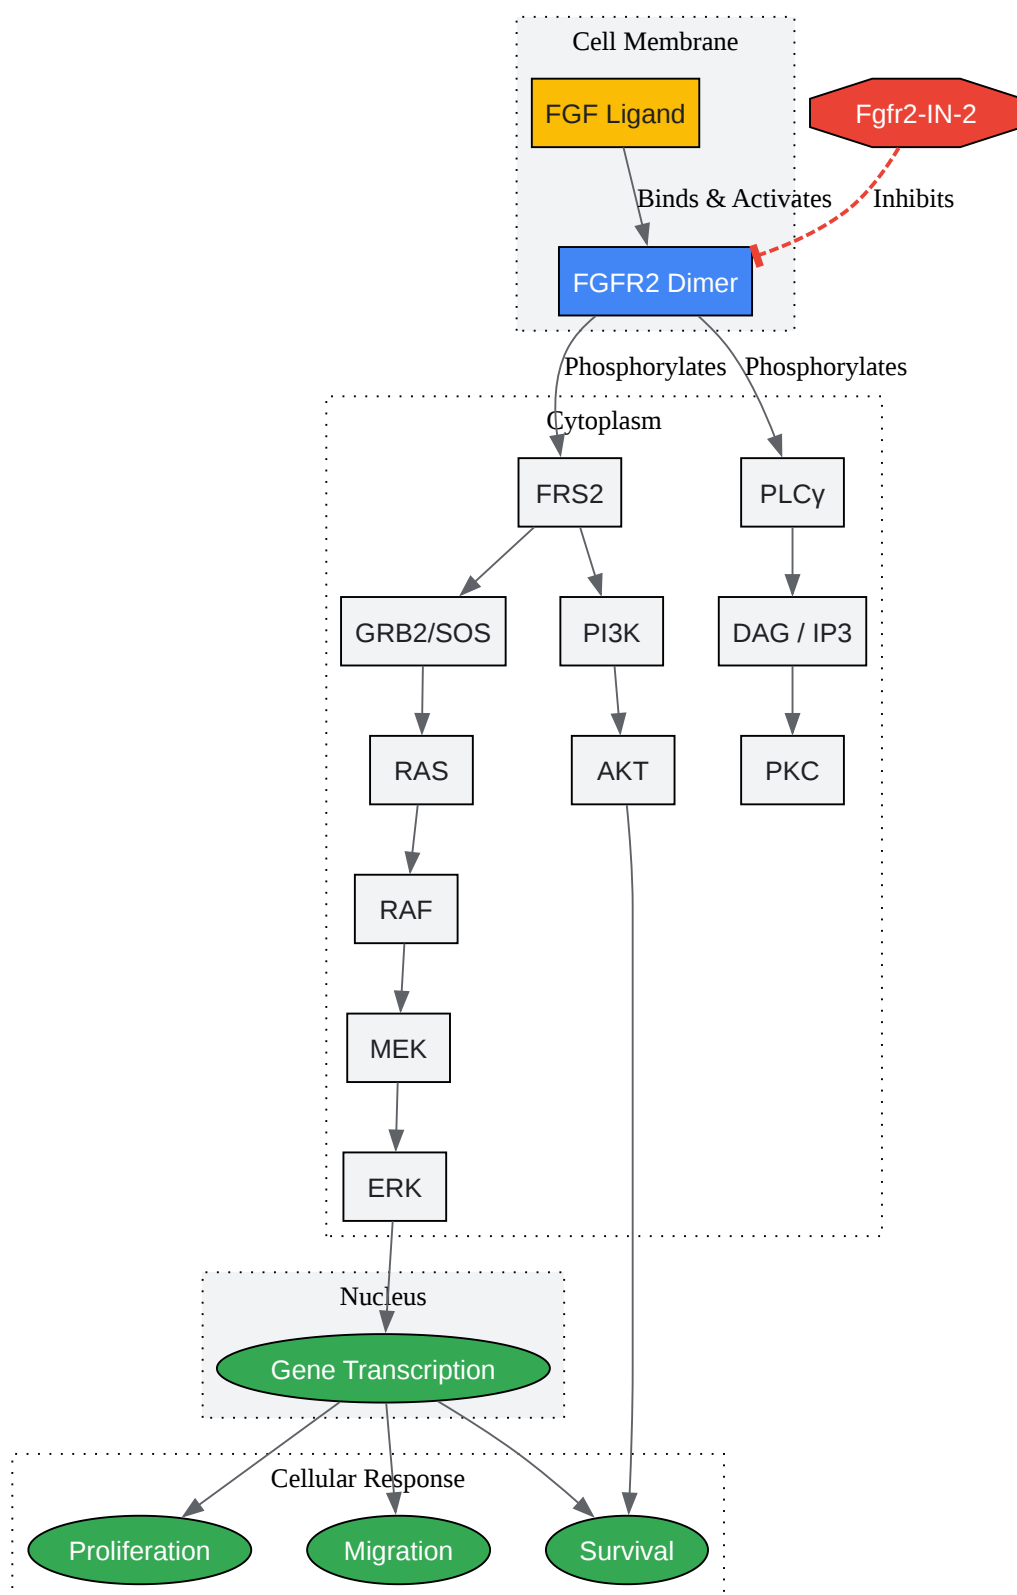 Cell Membrane
FGF Ligand
Fgfr2-IN-2
Binds & Activates
Inhibits
FGFR2 Dimer
Phosphorylates
Phosphorylates
Cytoplasm
FRS2
PLCγ
GRB2/SOS
PI3K
DAG / IP3
RAS
AKT
PKC
RAF
MEK
ERK
Nucleus
Gene Transcription
Cellular Response
Proliferation
Migration
Survival